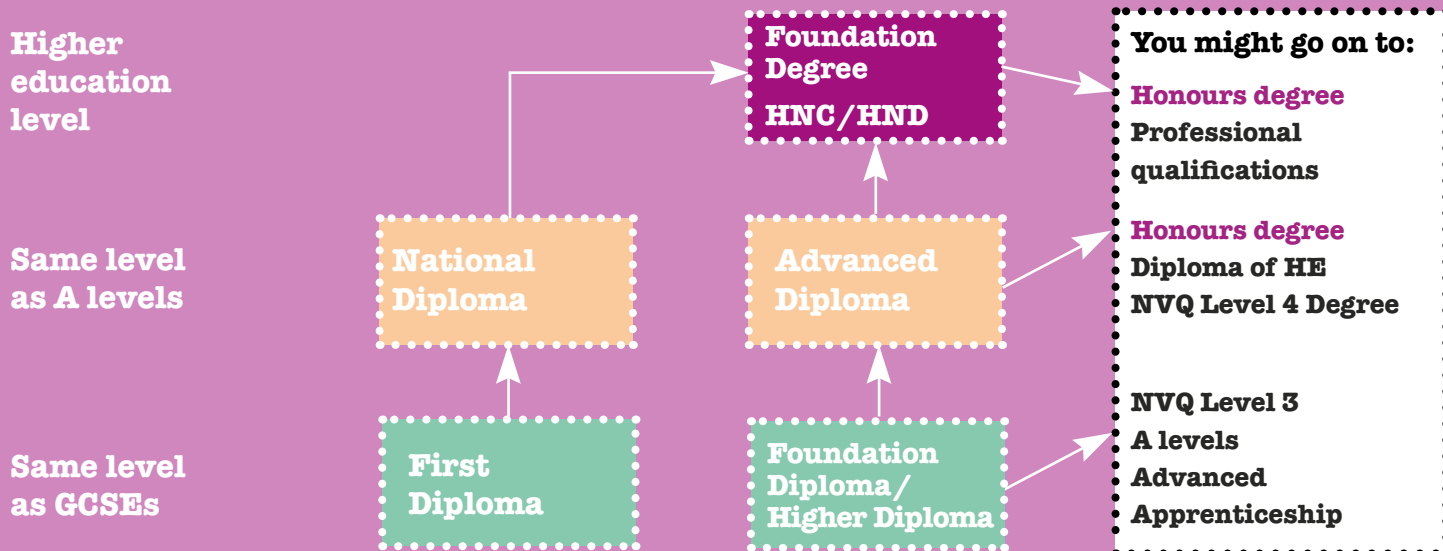 Higher
education
level
Foundation
Degree
HNC/HND
You might go on to:
Honours degree
Professional
qualifications
Same level
as A levels
National
Diploma
Advanced
Diploma
Honours degree
Diploma of HE
NVQ Level 4 Degree
Same level
as GCSEs
First
Diploma
Foundation
Diploma/
Higher Diploma
NVQ Level 3
A levels
Advanced
Apprenticeship